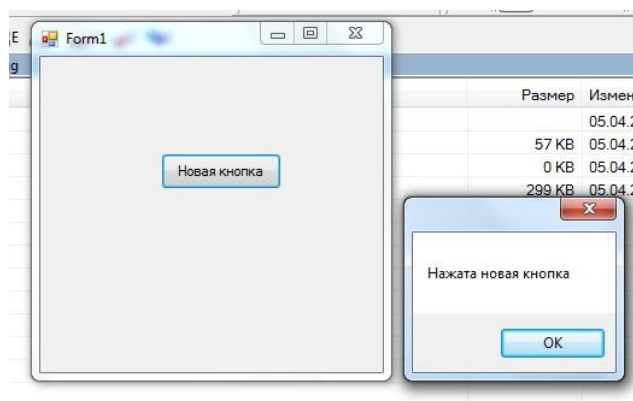 E
Form1
g
Размер Измен
05.04.2
57 KB 05.04.2
0 KB 05.04.2
299 KB 05.04.2
Новая кнопка
Нажата новая кнопка
OK